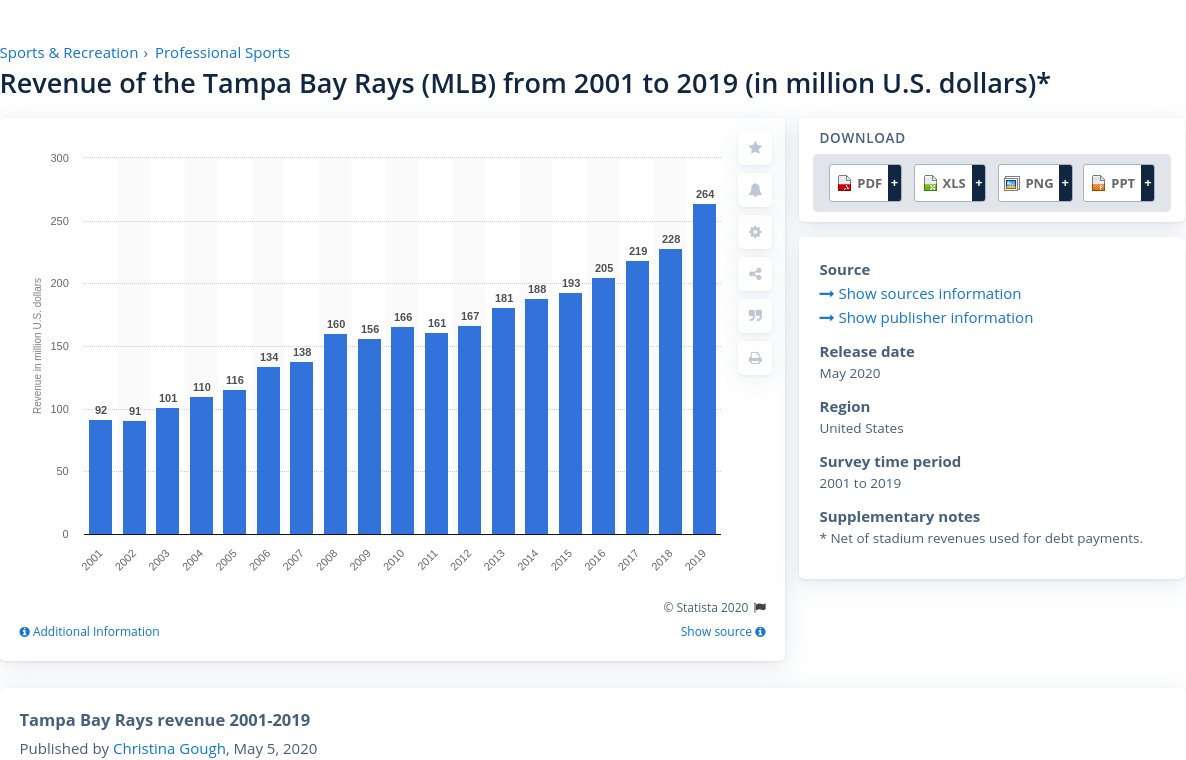 Sports & Recreation › Professional Sports
Revenue of the Tampa Bay Rays (MLB) from 2001 to 2019 (in million U.S. dollars)*
Revenue in million U.S. dollars
300
250
200
150
100
50
0
92
91
101
110
116
134
138
160
156
166
161
167
181
188
193
205
219
228
264
2001
2002
2003
2004
2005
2006
2007
2008
2009
2010
2011
2012
2013
2014
2015
2016
2017
2018
2019
© Statista 2020
Additional Information
Show source
DOWNLOAD
PDF + XLS + PNG + PPT +
Source
Show sources information
Show publisher information
Release date
May 2020
Region
United States
Survey time period
2001 to 2019
Supplementary notes
* Net of stadium revenues used for debt payments.
Tampa Bay Rays revenue 2001-2019
Published by Christina Gough, May 5, 2020